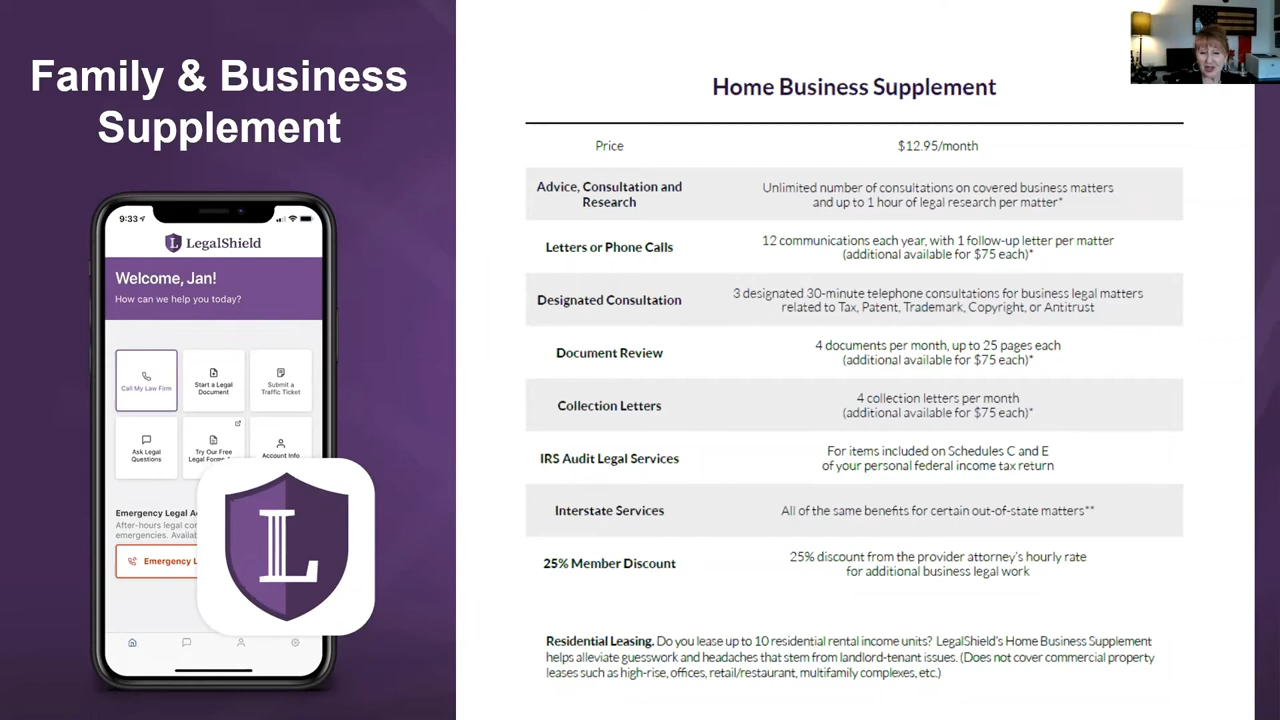 Family & Business
Supplement
9:33
LegalShield
Welcome, Jan!
How can we help you today?
Call My Law Firm
Start a Legal
Document
Submit a
Traffic Ticket
Ask Legal
Questions
Try Our Free
Legal Forms
Account Info
Emergency Legal
After-hours legal
emergencies.
Emergency
L
Home Business Supplement
Price
$12.95/month
Advice, Consultation and
Research
Unlimited number of consultations on covered business matters
and up to 1 hour of legal research per matter*
Letters or Phone Calls
12 communications each year, with 1 follow-up letter per matter
(additional available for $75 each)*
Designated Consultation
3 designated 30-minute telephone consultations for business legal matters
related to Tax, Patent, Trademark, Copyright, or Antitrust
Document Review
4 documents per month, up to 25 pages each
(additional available for $75 each)*
Collection Letters
4 collection letters per month
(additional available for $75 each)*
IRS Audit Legal Services
For items included on Schedules C and E
of your personal federal income tax return
Interstate Services
All of the same benefits for certain out-of-state matters**
25% Member Discount
25% discount from the provider attorney's hourly rate
for additional business legal work
Residential Leasing. Do you lease up to 10 residential rental income units? LegalShield's Home Business Supplement
helps alleviate guesswork and headaches that stem from landlord-tenant issues. (Does not cover commercial property
leases such as high-rise, offices, retail/restaurant, multifamily complexes, etc.)